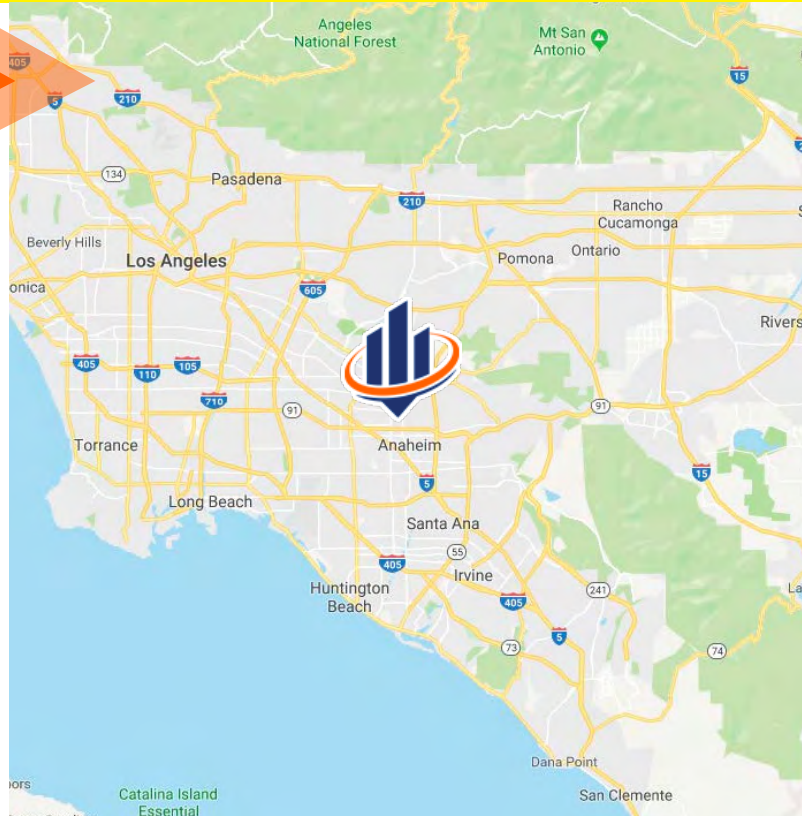 Angeles
National Forest
Mt San
Antonio
405
15
5
210
134
Pasadena
210
Rancho
Cucamonga
Beverly Hills
Los Angeles
Pomona
Ontario
onica
605
Rivers
405
110
105
710
91
91
Torrance
Anaheim
15
5
Long Beach
Santa Ana
55
405
Irvine
Huntington
Beach
405
241
La
5
73
74
Dana Point
San Clemente
oors
Catalina Island
Essential